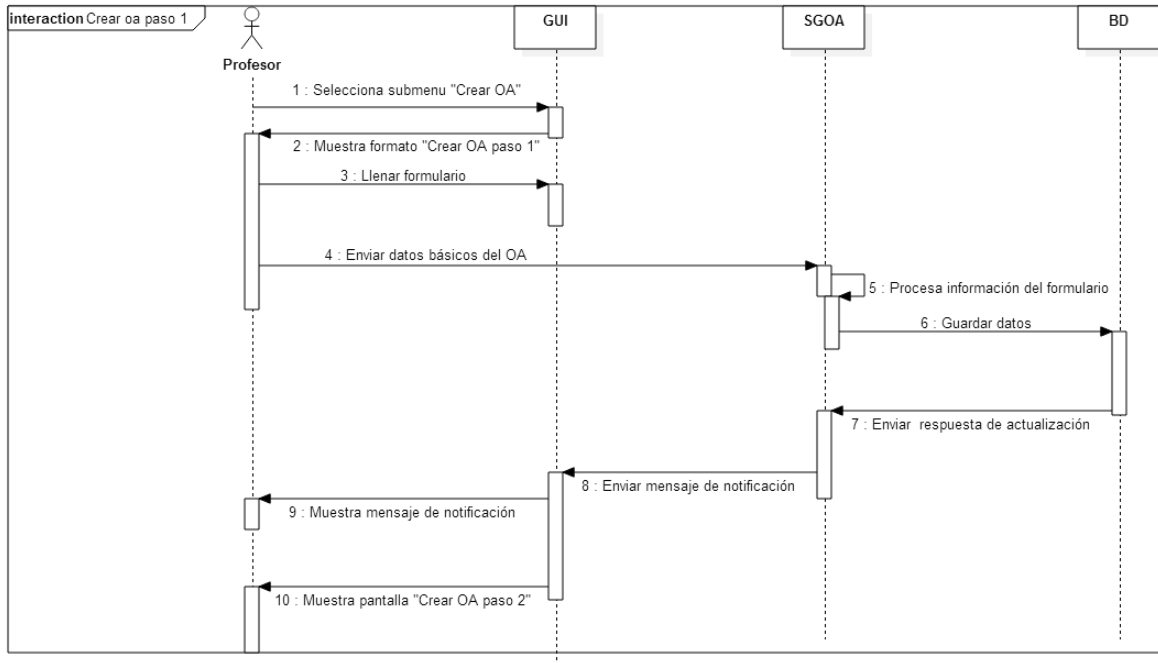 interaction Crear oa paso 1
GUI
SGOA
BD
Profesor
1 : Selecciona submenu "Crear OA"
2 : Muestra formato "Crear OA paso 1"
3 : Llenar formulario
4 : Enviar datos básicos del OA
5 : Procesa información del formulario
6 : Guardar datos
7 : Enviar respuesta de actualización
8 : Enviar mensaje de notificación
9 : Muestra mensaje de notificación
10 : Muestra pantalla "Crear OA paso 2"